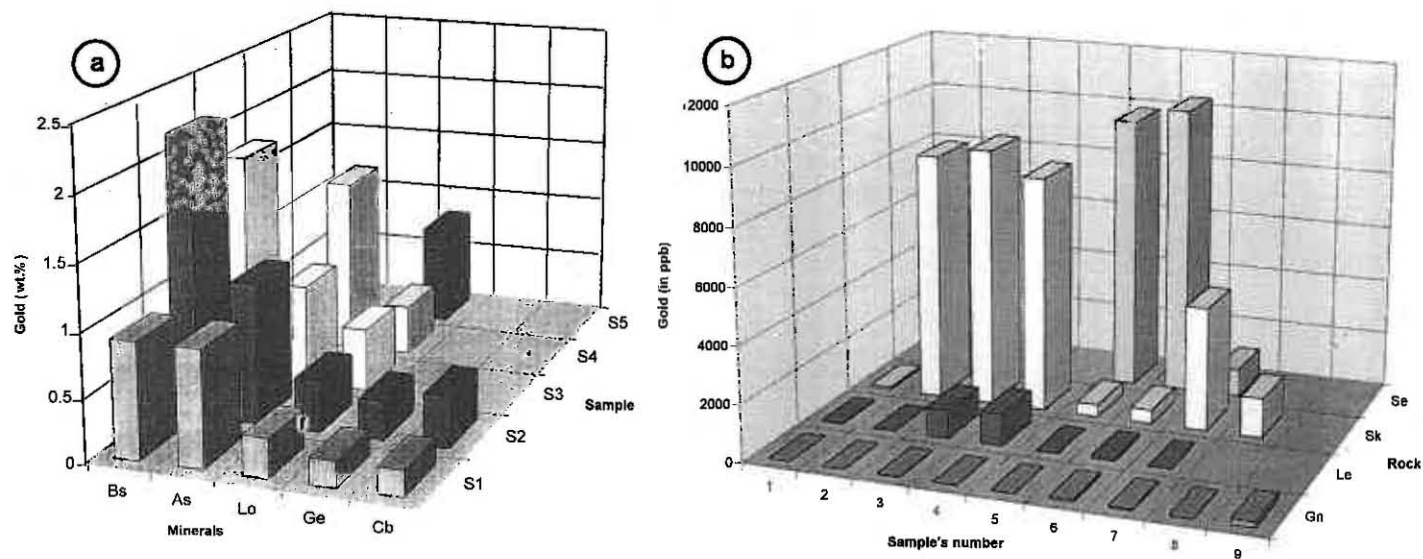 a
Gold (wt.%)
2.5
2
1.5
1
0.5
0
Bs
As
Lo
Ge
Cb
Minerals
S1
S2
S3
S4
S5
Sample
b
Gold (in ppb)
12000
10000
8000
6000
4000
2000
0
1
2
3
4
5
6
7
8
9
Sample's number
Gn
Le
Sk
Se
Rock